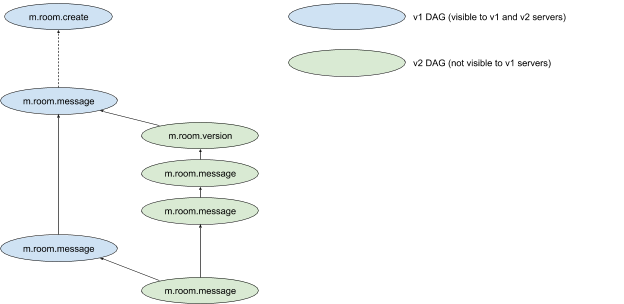 m.room.create
v1 DAG (visible to v1 and v2 servers)
v2 DAG (not visible to v1 servers)
m.room.message
m.room.version
m.room.message
m.room.message
m.room.message
m.room.message